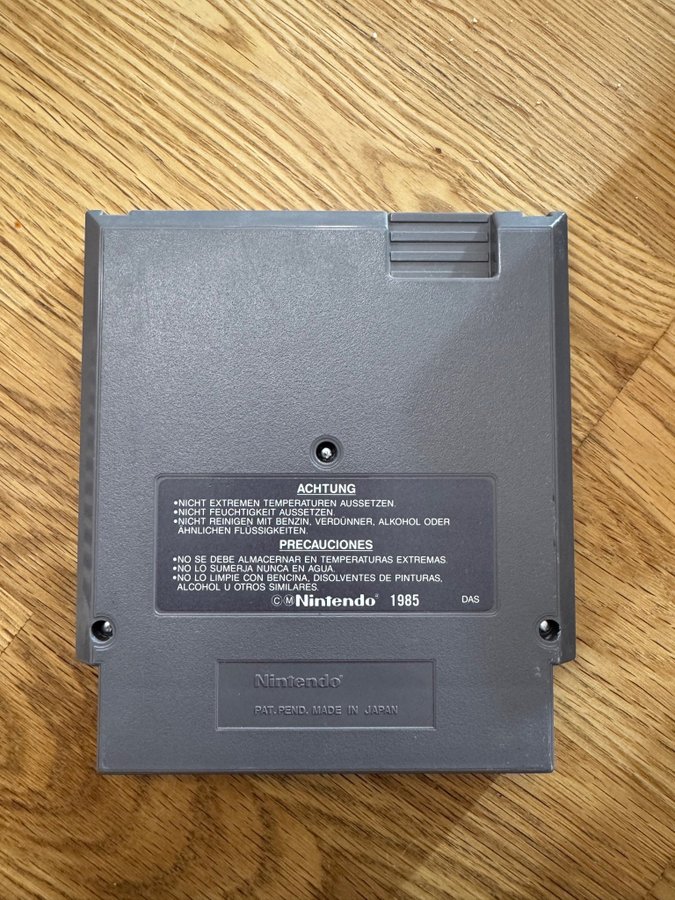 ACHTUNG
•NICHT EXTREMEN TEMPERATUREN AUSSETZEN.
•NICHT FEUCHTIGKEIT AUSSETZEN.
•NICHT REINIGEN MIT BENZIN, VERDÜNNER, ALKOHOL ODER
ÄHNLICHEN FLÜSSIGKEITEN.
PRECAUCIONES
•NO SE DEBE ALMACERNAR EN TEMPERATURAS EXTREMAS.
•NO LO SUMERJA NUNCA EN AGUA.
•NO LO LIMPIE CON BENCINA, DISOLVENTES DE PINTURAS,
ALCOHOL U OTROS SIMILARES.
ⒸⓂNintendo® 1985 DAS
Nintendo®
PAT. PEND. MADE IN JAPAN